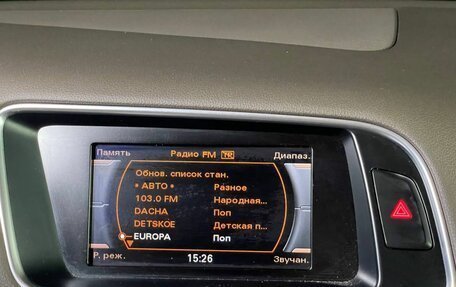 Память Радио FM TP Диапаз.
Обнов. список стан.
* АВТО * Разное
103.0 FM Народная...
DACHA Поп
DETSKOE Детская п...
EUROPA Поп
Р. реж. 15:26 Звучан.